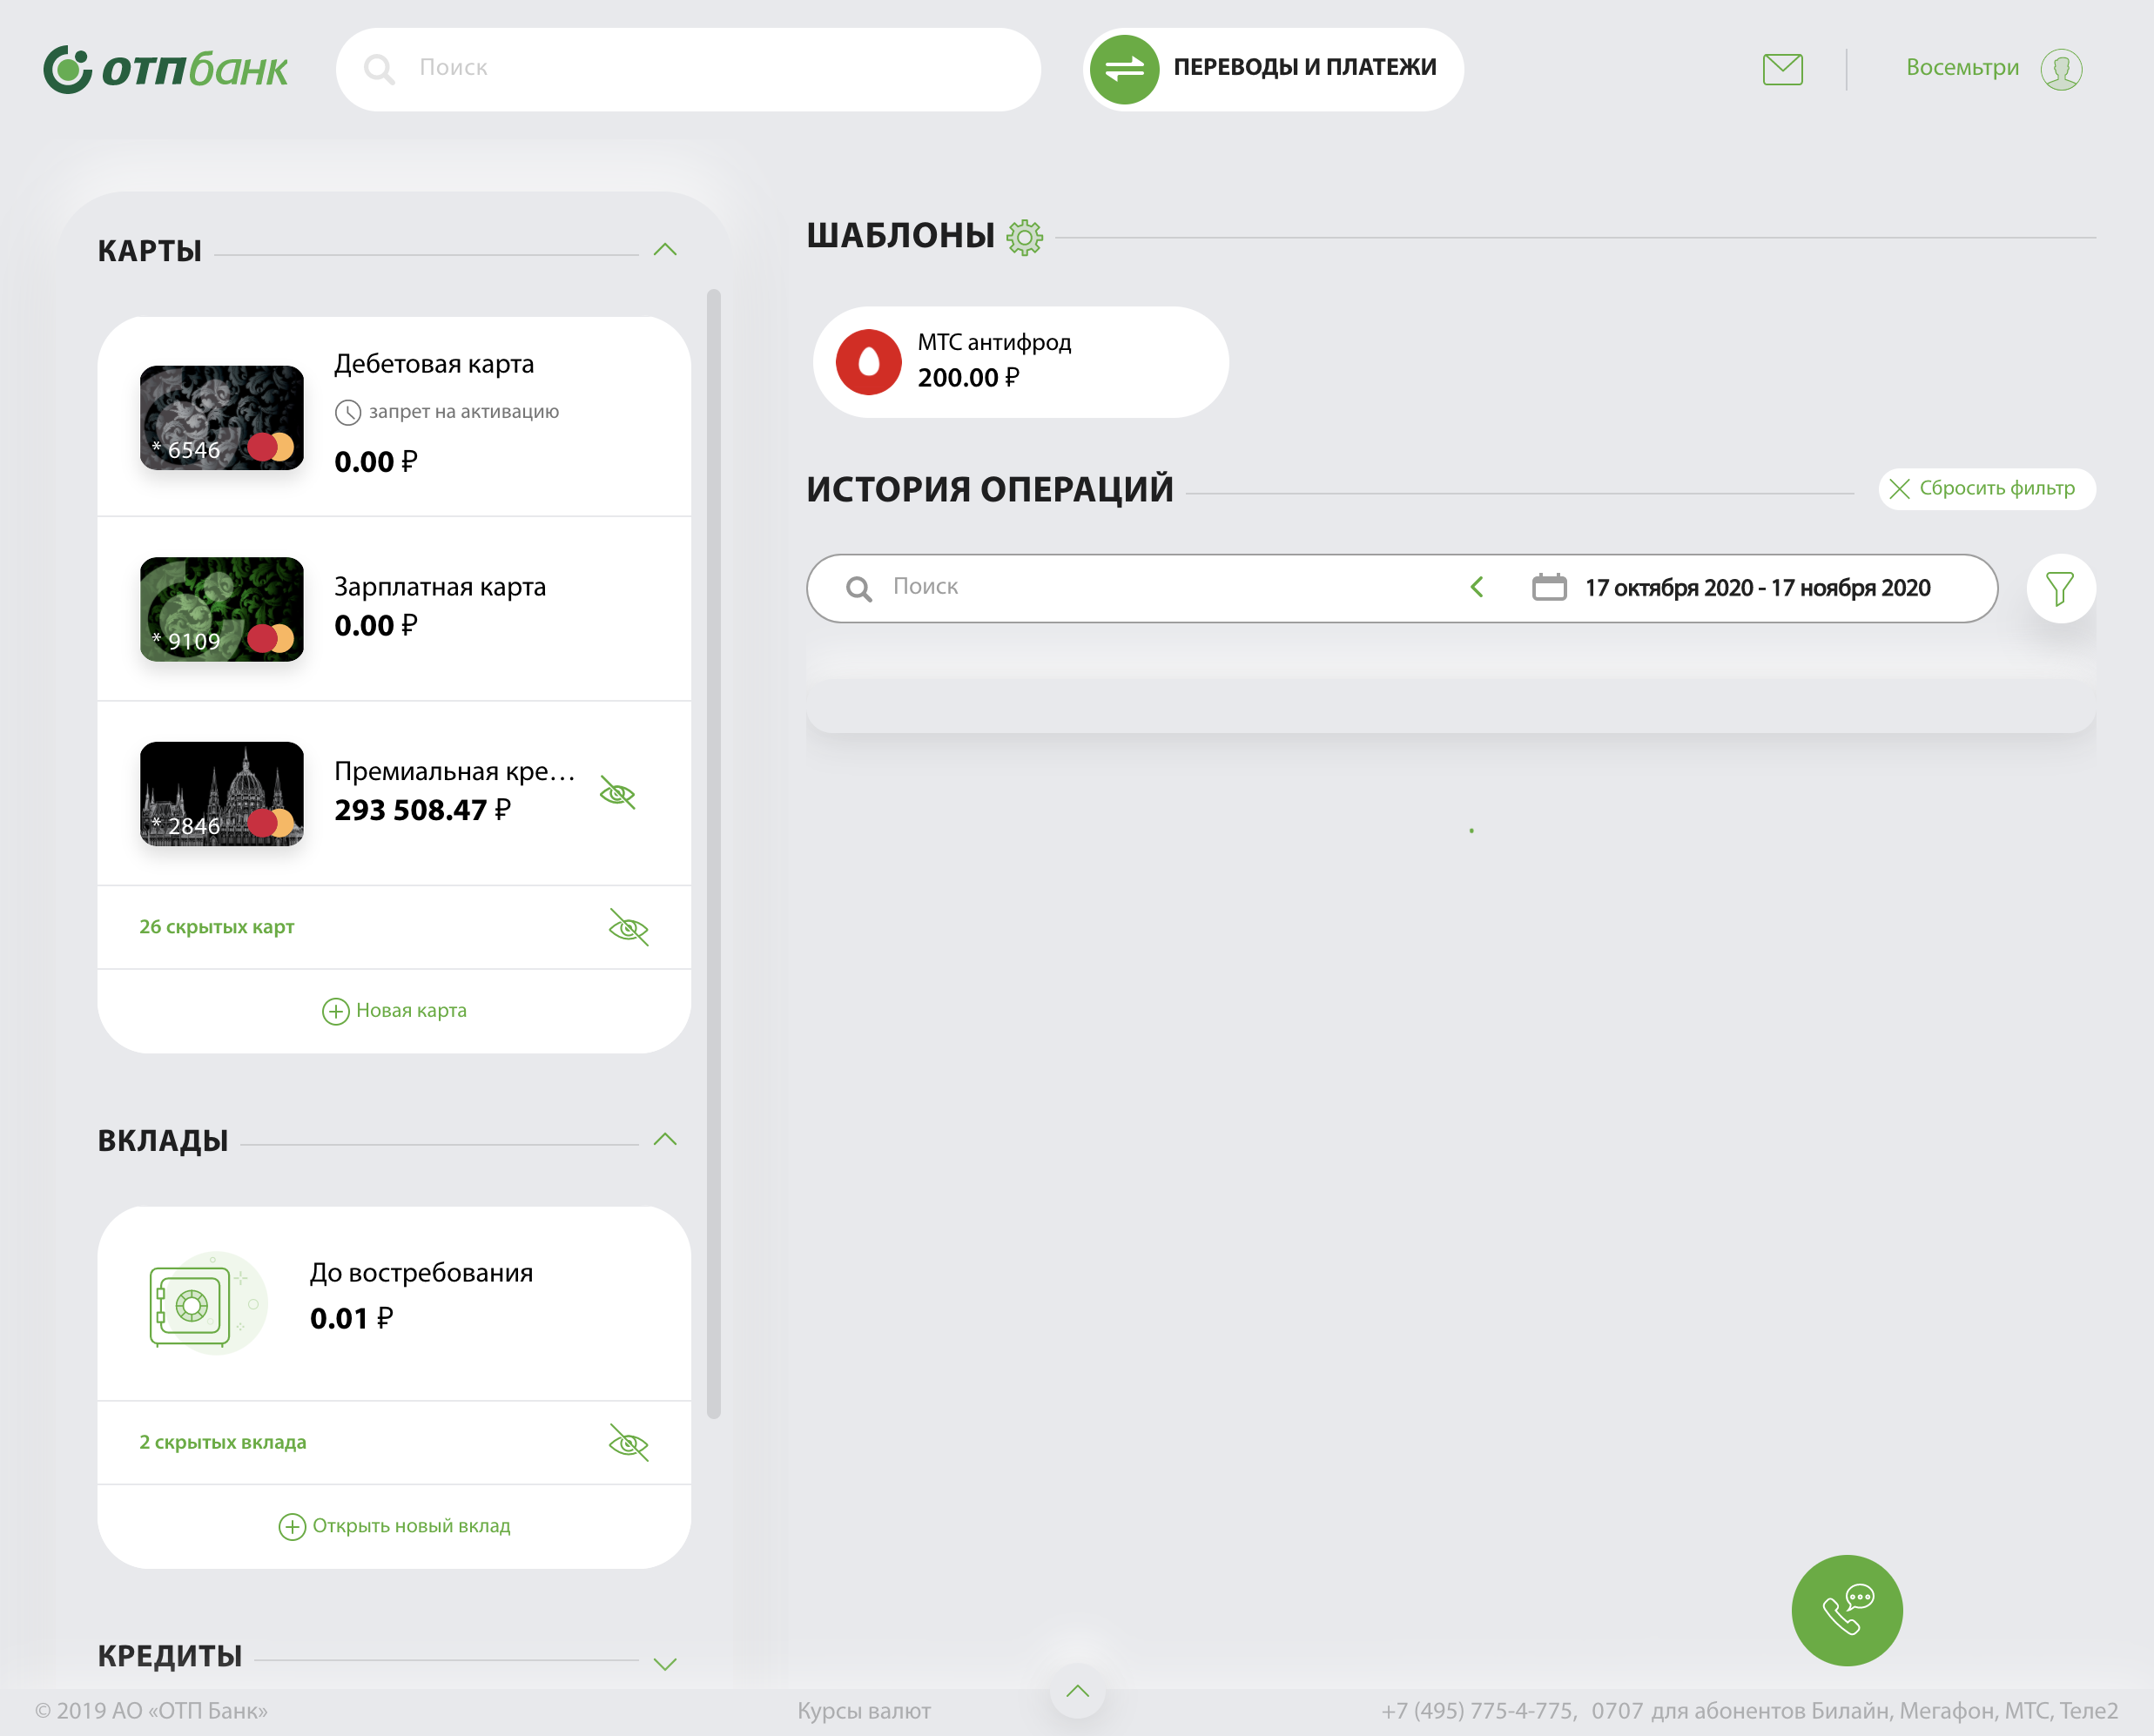 ОТПбанк
Поиск
ПЕРЕВОДЫ И ПЛАТЕЖИ
Восемьтри
КАРТЫ
Дебетовая карта
запрет на активацию
0.00 ₽
* 6546
Зарплатная карта
0.00 ₽
* 9109
Премиальная кре...
293 508.47 ₽
* 2846
26 скрытых карт
Новая карта
ВКЛАДЫ
До востребования
0.01 ₽
2 скрытых вклада
Открыть новый вклад
КРЕДИТЫ
ШАБЛОНЫ
МТС антифрод
200.00 ₽
ИСТОРИЯ ОПЕРАЦИЙ
Сбросить фильтр
Поиск
17 октября 2020 - 17 ноября 2020
© 2019 АО «ОТП Банк»
Курсы валют
+7 (495) 775-4-775, 0707 для абонентов Билайн, Мегафон, МТС, Теле2